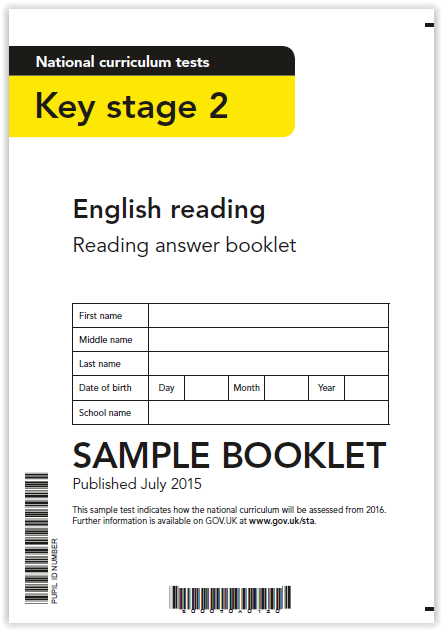 National curriculum tests
Key stage 2
English reading
Reading answer booklet
First name
Middle name
Last name
Date of birth Day Month Year
School name
SAMPLE BOOKLET
Published July 2015
This sample test indicates how the national curriculum will be assessed from 2016.
Further information is available on GOV.UK at www.gov.uk/sta.
PUPIL ID NUMBER